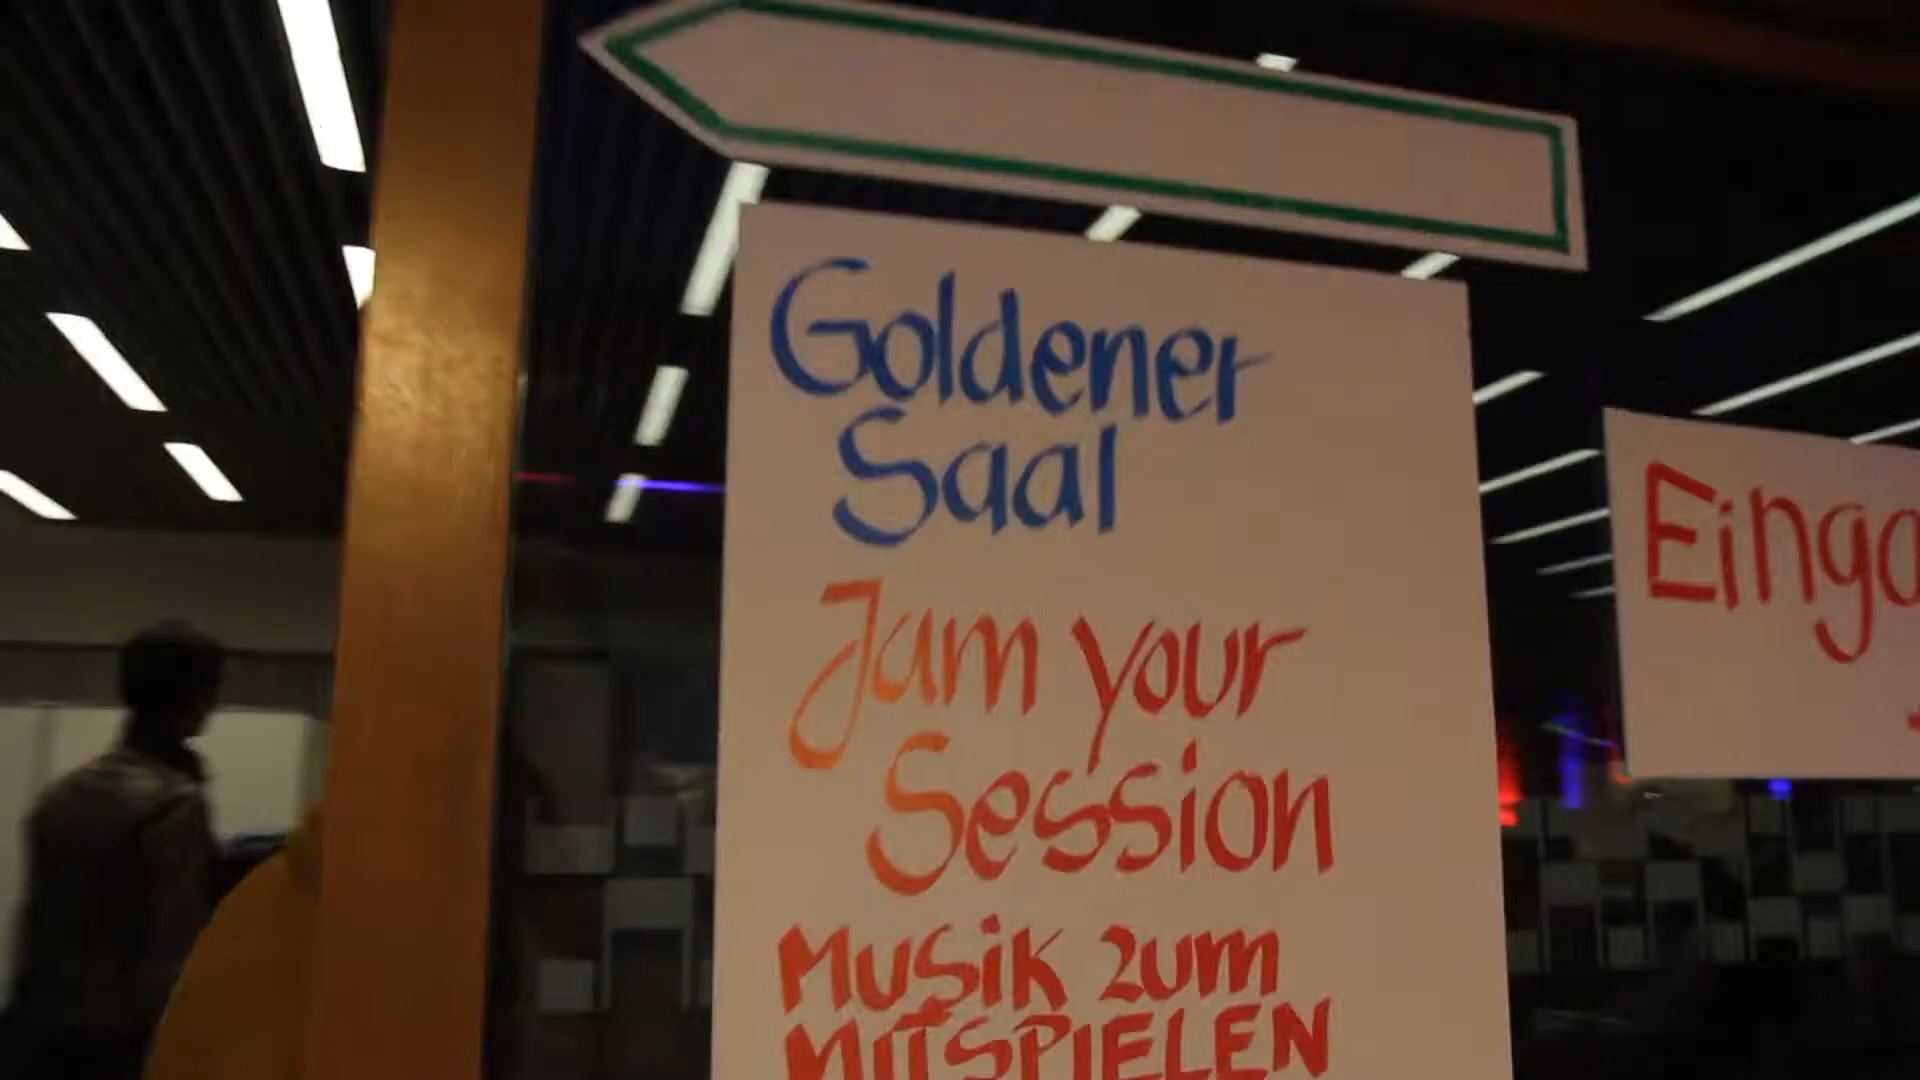 Goldener
Saal
Jam your
Session
Musik zum
MITSPIELEN
Einga